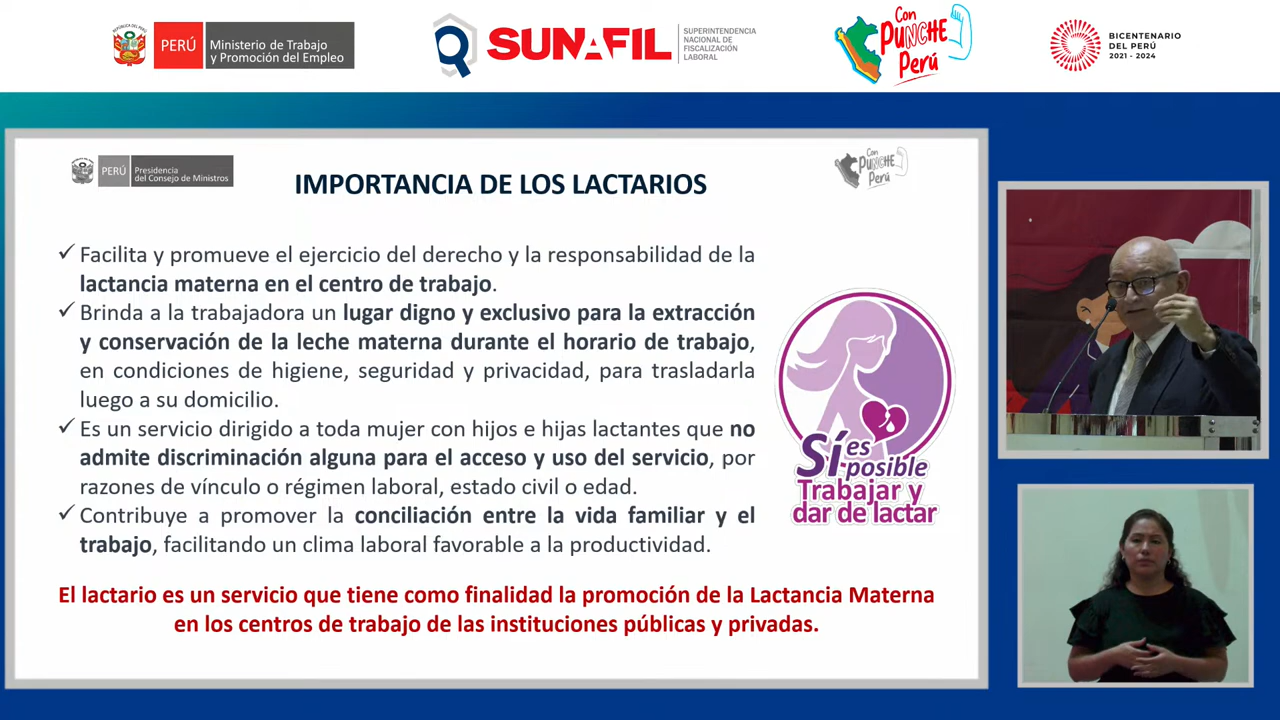 REPÚBLICA DEL PERÚ
PERÚ
Ministerio de Trabajo
y Promoción del Empleo
SUNAFIL
SUPERINTENDENCIA
NACIONAL DE
FISCALIZACIÓN
LABORAL
Con
PUNCHE
Perú
BICENTENARIO
DEL PERÚ
2021 - 2024
PERÚ
Presidencia
del Consejo de Ministros
IMPORTANCIA DE LOS LACTARIOS
Con
PUNCHE
Perú
✓ Facilita y promueve el ejercicio del derecho y la responsabilidad de la
lactancia materna en el centro de trabajo.
✓ Brinda a la trabajadora un lugar digno y exclusivo para la extracción
y conservación de la leche materna durante el horario de trabajo,
en condiciones de higiene, seguridad y privacidad, para trasladarla
luego a su domicilio.
✓ Es un servicio dirigido a toda mujer con hijos e hijas lactantes que no
admite discriminación alguna para el acceso y uso del servicio, por
razones de vínculo o régimen laboral, estado civil o edad.
✓ Contribuye a promover la conciliación entre la vida familiar y el
trabajo, facilitando un clima laboral favorable a la productividad.
Sí es
posible
Trabajar y
dar de lactar
El lactario es un servicio que tiene como finalidad la promoción de la Lactancia Materna
en los centros de trabajo de las instituciones públicas y privadas.